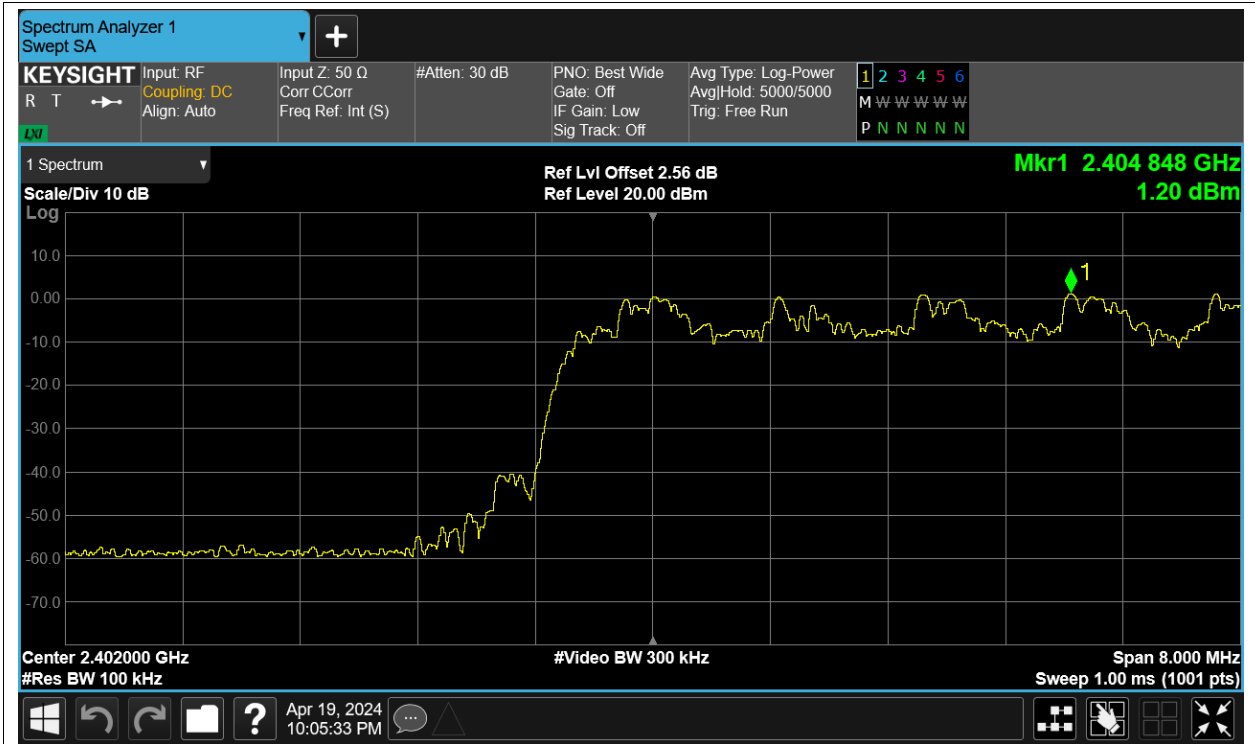 Spectrum Analyzer 1
Swept SA
KEYSIGHT
R T
LXI
Input: RF
Coupling: DC
Align: Auto
Input Z: 50 Ω
Corr CCorr
Freq Ref: Int (S)
#Atten: 30 dB
PNO: Best Wide
Gate: Off
IF Gain: Low
Sig Track: Off
Avg Type: Log-Power
Avg|Hold: 5000/5000
Trig: Free Run
1 2 3 4 5 6
M W W W W W
P N N N N N
1 Spectrum
Scale/Div 10 dB
Log
Ref Lvl Offset 2.56 dB
Ref Level 20.00 dBm
Mkr1 2.404 848 GHz
1.20 dBm
1
10.0
0.00
-10.0
-20.0
-30.0
-40.0
-50.0
-60.0
-70.0
Center 2.402000 GHz
#Res BW 100 kHz
#Video BW 300 kHz
Span 8.000 MHz
Sweep 1.00 ms (1001 pts)
?
Apr 19, 2024
10:05:33 PM